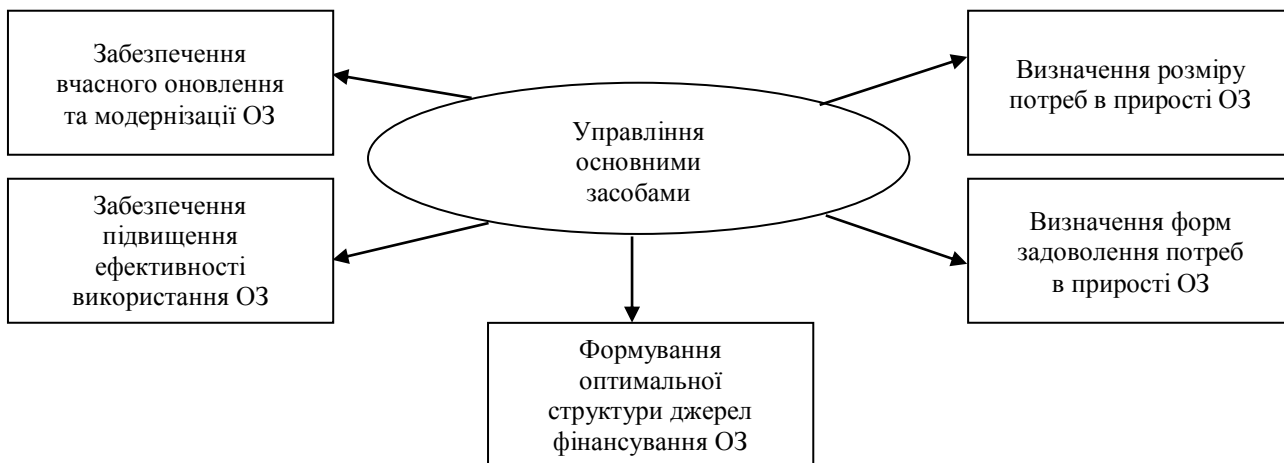 Забезпечення
вчасного оновлення
та модернізації ОЗ
Управління
основними
засобами
Визначення розміру
потреб в прирості ОЗ
Забезпечення
підвищення
ефективності
використання ОЗ
Визначення форм
задоволення потреб
в прирості ОЗ
Формування
оптимальної
структури джерел
фінансування ОЗ